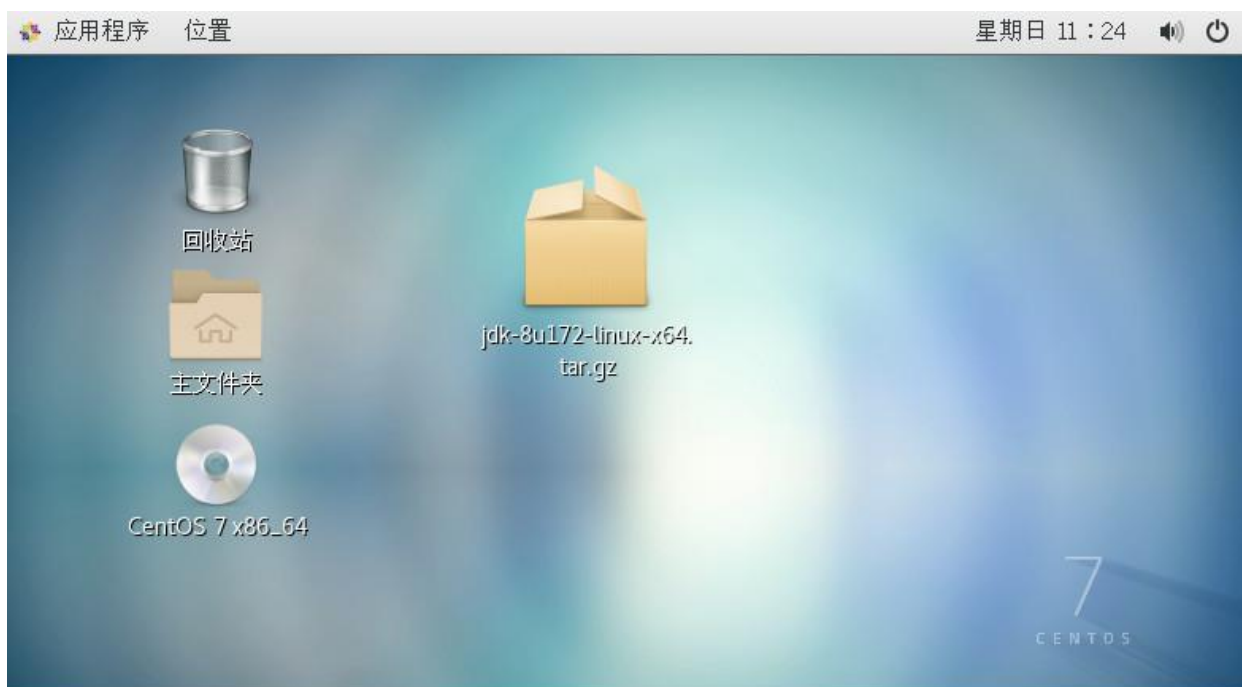 应用程序 位置 星期日 11：24
回收站
主文件夹
CentOS 7 x86_64
jdk-8u172-linux-x64.
tar.gz
7
CENTOS